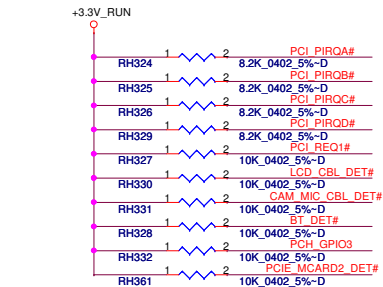 +3.3V_RUN
1 2 PCI_PIRQA#
RH324 8.2K_0402_5%~D
1 2 PCI_PIRQB#
RH325 8.2K_0402_5%~D
1 2 PCI_PIRQC#
RH326 8.2K_0402_5%~D
1 2 PCI_PIRQD#
RH329 8.2K_0402_5%~D
1 2 PCI_REQ1#
RH327 10K_0402_5%~D
1 2 LCD_CBL_DET#
RH330 10K_0402_5%~D
1 2 CAM_MIC_CBL_DET#
RH331 10K_0402_5%~D
1 2 BT_DET#
RH328 10K_0402_5%~D
1 2 PCH_GPIO3
RH332 10K_0402_5%~D
1 2 PCIE_MCARD2_DET#
RH361 10K_0402_5%~D